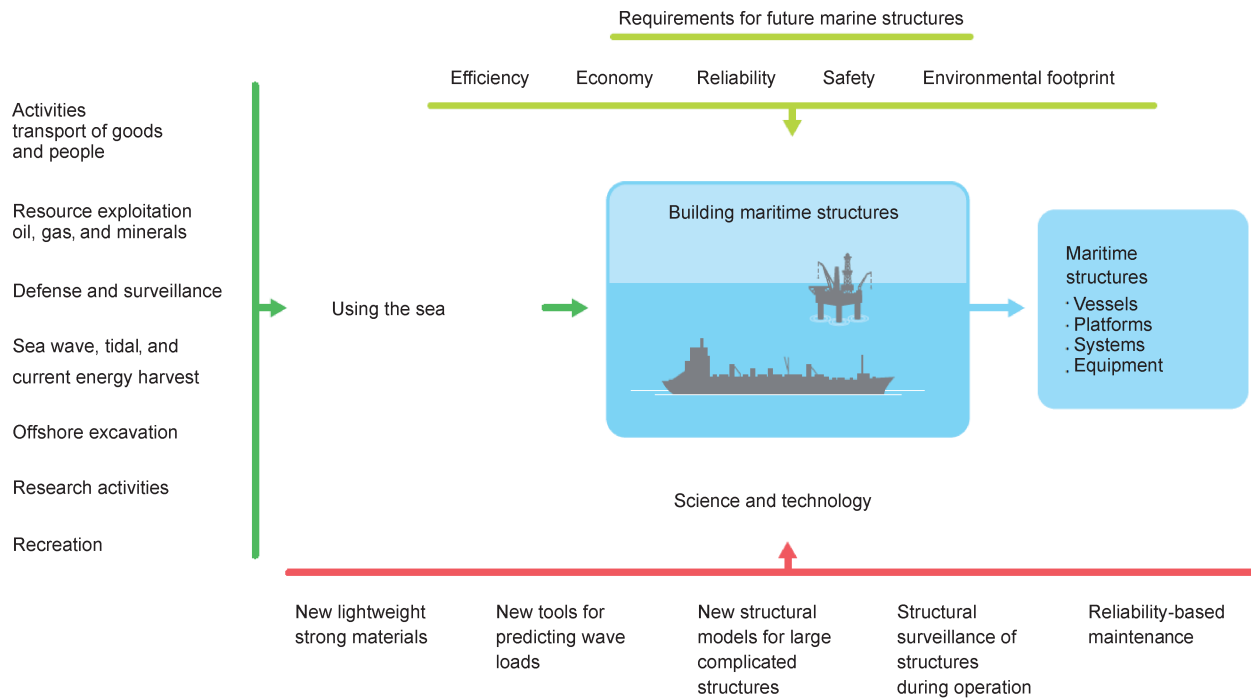 Requirements for future marine structures
Efficiency Economy Reliability Safety Environmental footprint
Activities
transport of goods
and people
Resource exploitation
oil, gas, and minerals
Defense and surveillance
Sea wave, tidal, and
current energy harvest
Offshore excavation
Research activities
Recreation
Using the sea
Building maritime structures
Maritime
structures
· Vessels
· Platforms
· Systems
· Equipment
Science and technology
New lightweight
strong materials
New tools for
predicting wave
loads
New structural
models for large
complicated
structures
Structural
surveillance of
structures
during operation
Reliability-based
maintenance